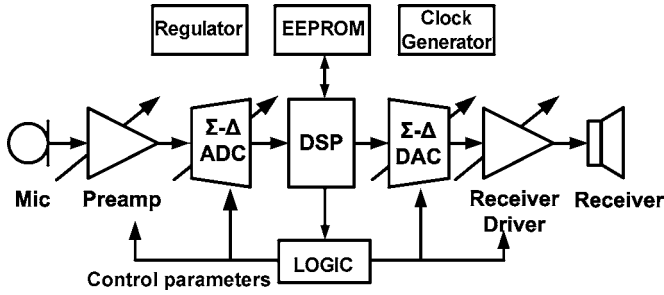 Regulator
EEPROM
Clock
Generator
Σ-Δ
ADC
DSP
Σ-Δ
DAC
Mic
Preamp
Receiver
Driver
Receiver
LOGIC
Control parameters